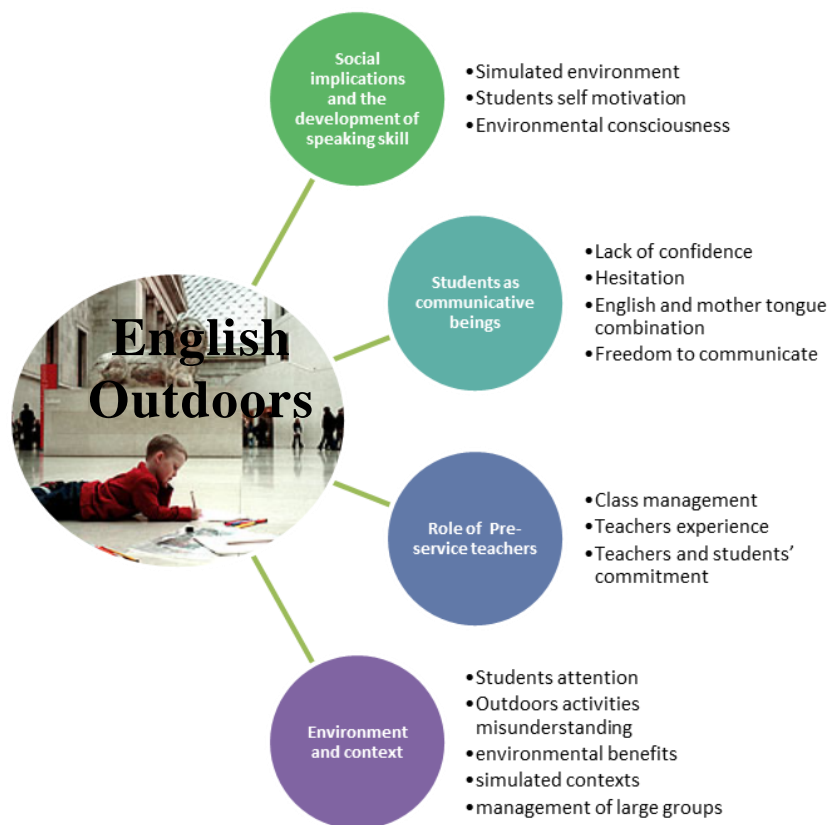 English
Outdoors
Social
implications
and the
development of
speaking skill
•Simulated environment
•Students self motivation
•Environmental consciousness
Students as
communicative
beings
•Lack of confidence
•Hesitation
•English and mother tongue
combination
•Freedom to communicate
Role of Pre-
service teachers
•Class management
•Teachers experience
•Teachers and students’
commitment
Environment
and context
•Students attention
•Outdoors activities
misunderstanding
•environmental benefits
•simulated contexts
•management of large groups